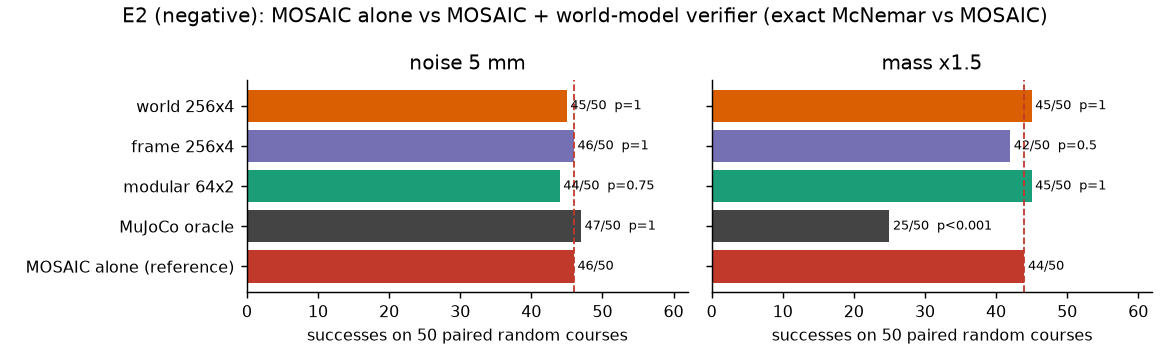 E2 (negative): MOSAIC alone vs MOSAIC + world-model verifier (exact McNemar vs MOSAIC)
noise 5 mm
mass x1.5
world 256x4
45/50 p=1
45/50 p=1
frame 256x4
46/50 p=1
42/50 p=0.5
modular 64x2
44/50 p=0.75
45/50 p=1
MuJoCo oracle
47/50 p=1
25/50 p<0.001
MOSAIC alone (reference)
46/50
44/50
0 10 20 30 40 50 60
0 10 20 30 40 50 60
successes on 50 paired random courses
successes on 50 paired random courses